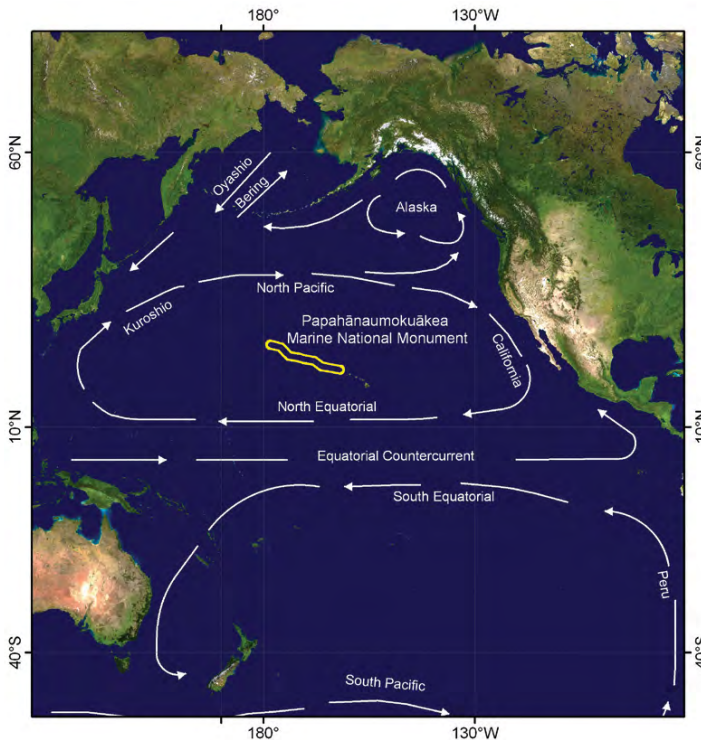 180°
130°W
60°N
60°N
Oyashio
Bering
Alaska
North Pacific
Kuroshio
Papahānaumokuākea
Marine National Monument
California
North Equatorial
10°N
10°N
Equatorial Countercurrent
South Equatorial
Peru
40°S
40°S
South Pacific
180°
130°W